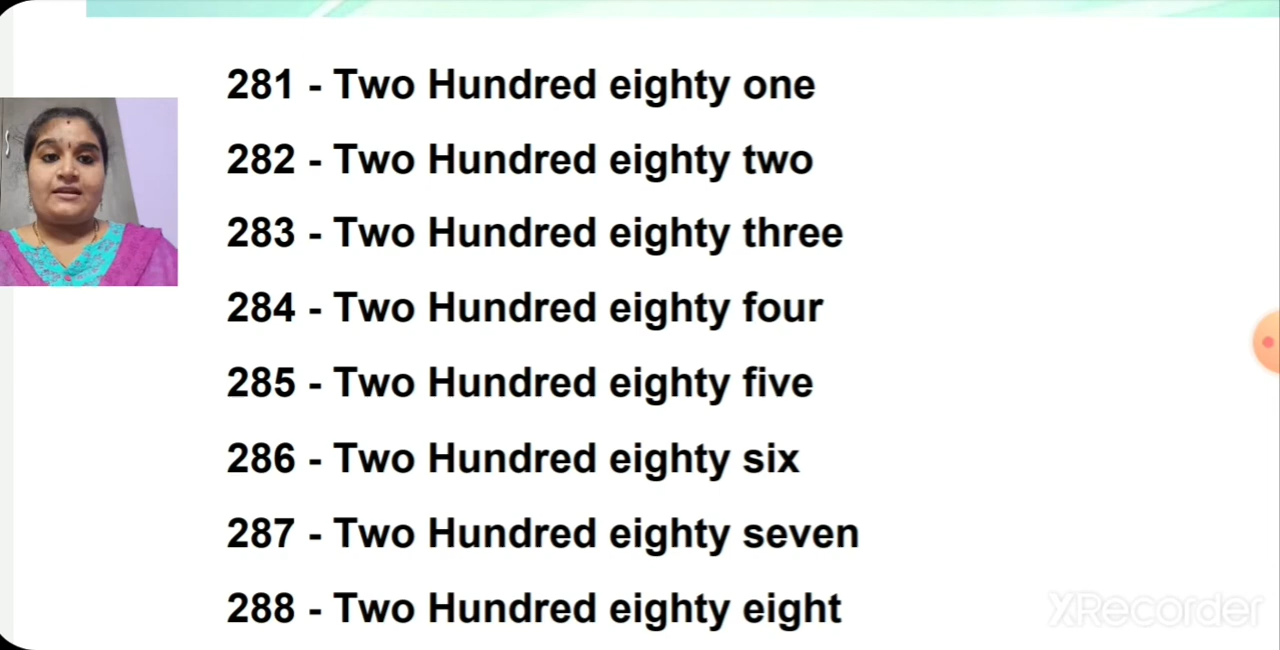 281 - Two Hundred eighty one
282 - Two Hundred eighty two
283 - Two Hundred eighty three
284 - Two Hundred eighty four
285 - Two Hundred eighty five
286 - Two Hundred eighty six
287 - Two Hundred eighty seven
288 - Two Hundred eighty eight
XRecorder